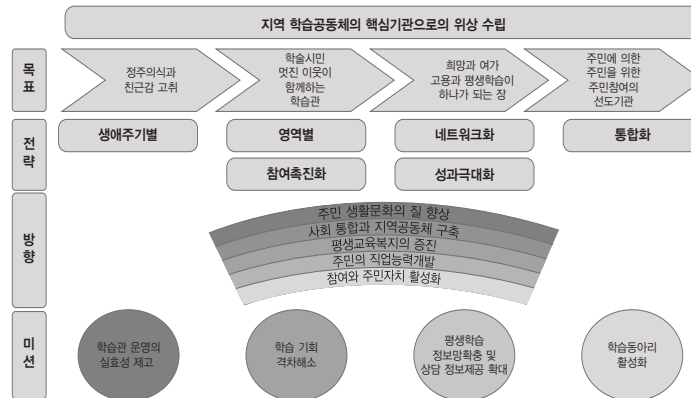 지역 학습공동체의 핵심기관으로의 위상 수립
목표
정주의식과
친근감 고취
학술시민
멋진 이웃이
함께하는
학습관
희망과 여가
고용과 평생학습이
하나가 되는 장
주민에 의한
주민을 위한
주민참여의
선도기관
전략
생애주기별
영역별
네트워크화
통합화
참여촉진화
성과극대화
방향
주민 생활문화의 질 향상
사회 통합과 지역공동체 구축
평생교육복지의 증진
주민의 직업능력개발
참여와 주민자치 활성화
미션
학습관 운영의
실효성 제고
학습 기회
격차해소
평생학습
정보망확충 및
상담 정보제공 확대
학습동아리
활성화